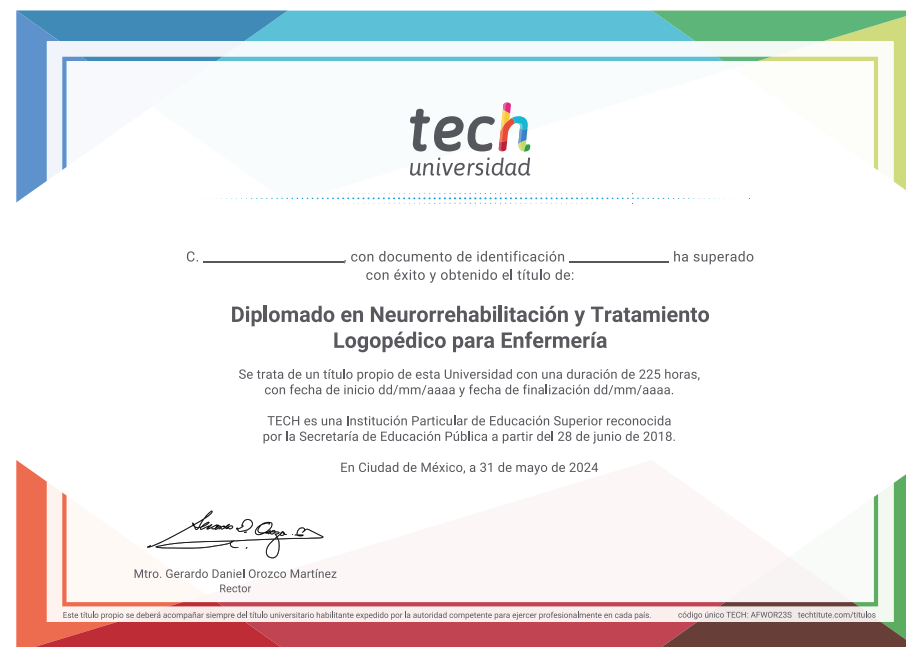 tech
universidad
C. ____________, con documento de identificación ____________ ha superado
con éxito y obtenido el título de:
Diplomado en Neurorrehabilitación y Tratamiento
Logopédico para Enfermería
Se trata de un título propio de esta Universidad con una duración de 225 horas,
con fecha de inicio dd/mm/aaaa y fecha de finalización dd/mm/aaaa.
TECH es una Institución Particular de Educación Superior reconocida
por la Secretaría de Educación Pública a partir del 28 de junio de 2018.
En Ciudad de México, a 31 de mayo de 2024
Mtro. Gerardo Daniel Orozco Martínez
Rector
Este título propio se deberá acompañar siempre del título universitario habilitante expedido por la autoridad competente para ejercer profesionalmente en cada país. código único TECH: AFWOR23S techtitute.com/titulos